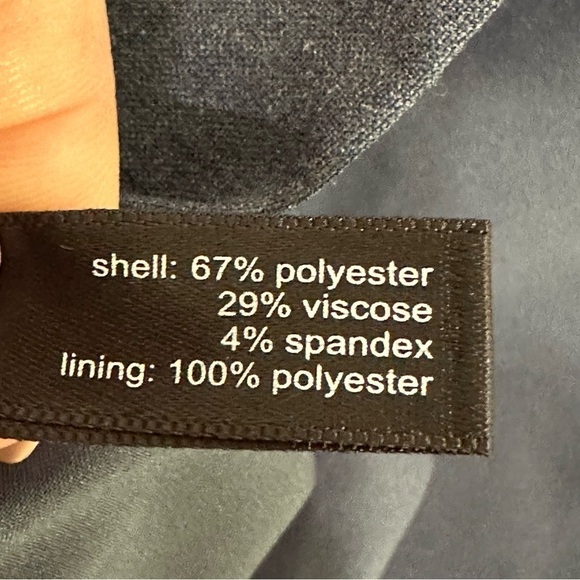 shell: 67% polyester
29% viscose
4% spandex
lining: 100% polyester